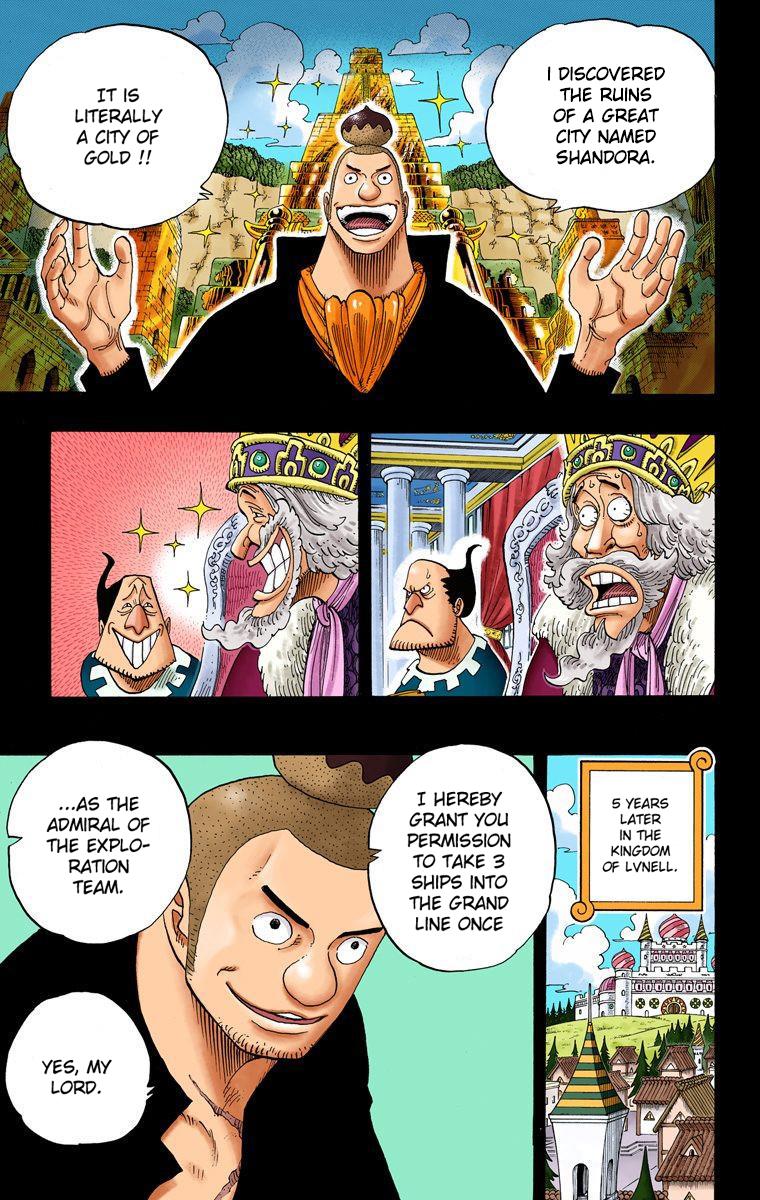 I DISCOVERED
THE RUINS
OF A GREAT
CITY NAMED
SHANDORA.
IT IS
LITERALLY
A CITY OF
GOLD !!
5 YEARS
LATER
IN THE
KINGDOM
OF LVNELL.
I HEREBY
GRANT YOU
PERMISSION
TO TAKE 3
SHIPS INTO
THE GRAND
LINE ONCE
...AS THE
ADMIRAL OF
THE EXPLO-
RATION
TEAM.
YES, MY
LORD.